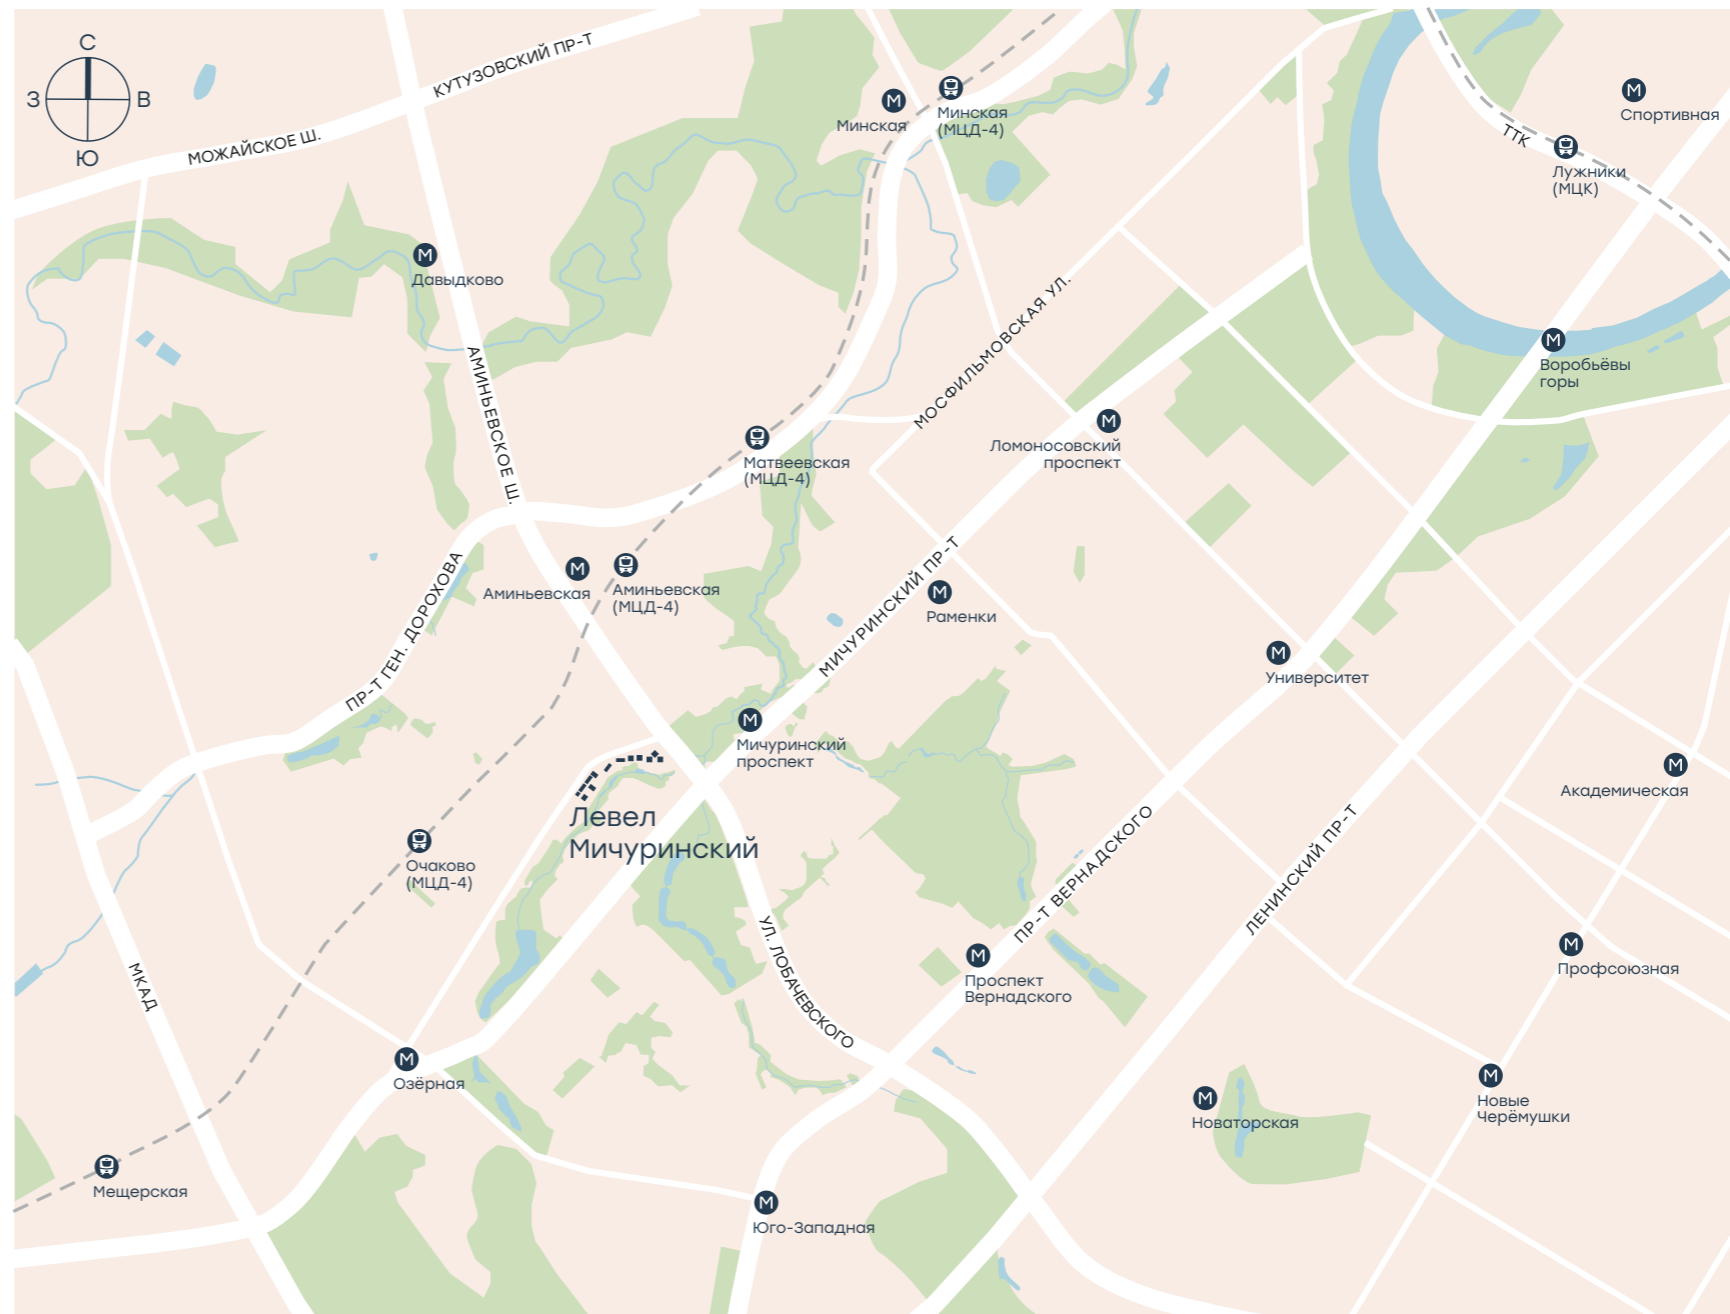 С
З
В
Ю
КУТУЗОВСКИЙ ПР-Т
МОЖАЙСКОЕ Ш.
М
Минская
Минская
(МЦД-4)
М
Спортивная
ТТК
Лужники
(МЦК)
М
Давыдково
АМИНЬЕВСКОЕ Ш.
МОСФИЛЬМОВСКАЯ УЛ.
М
Воробьёвы
горы
М
Ломоносовский
проспект
Матвеевская
(МЦД-4)
М
Аминьевская
Аминьевская
(МЦД-4)
ПР-Т ГЕН. ДОРОХОВА
МИЧУРИНСКИЙ ПР-Т
М
Раменки
М
Университет
М
Мичуринский
проспект
М
Академическая
Левел
Мичуринский
Очаково
(МЦД-4)
ПР-Т ВЕРНАДСКОГО
ЛЕНИНСКИЙ ПР-Т
МКАД
УЛ. ЛОБАЧЕВСКОГО
М
Проспект
Вернадского
М
Профсоюзная
М
Озёрная
М
Новаторская
М
Новые
Черёмушки
Мещерская
М
Юго-Западная